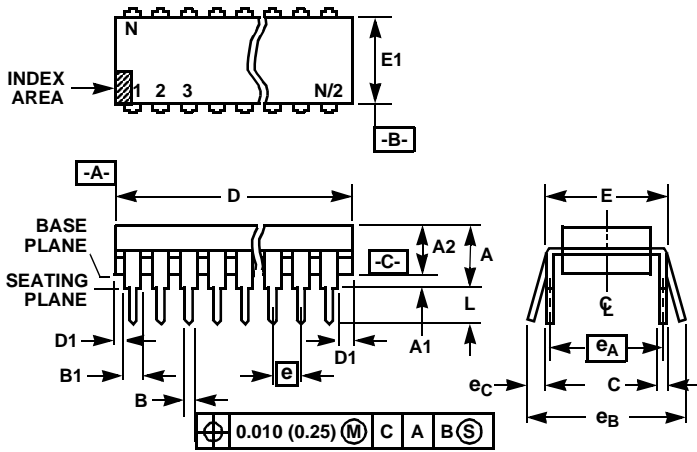 N
E1
INDEX
AREA
1 2 3 N/2
-B-
-A-
D
E
BASE
PLANE
A2 A
-C-
SEATING
PLANE
L
℄
D1 A1 D1
eA
B1 e eC C
B eB
⌖ 0.010 (0.25) Ⓜ C A B Ⓢ